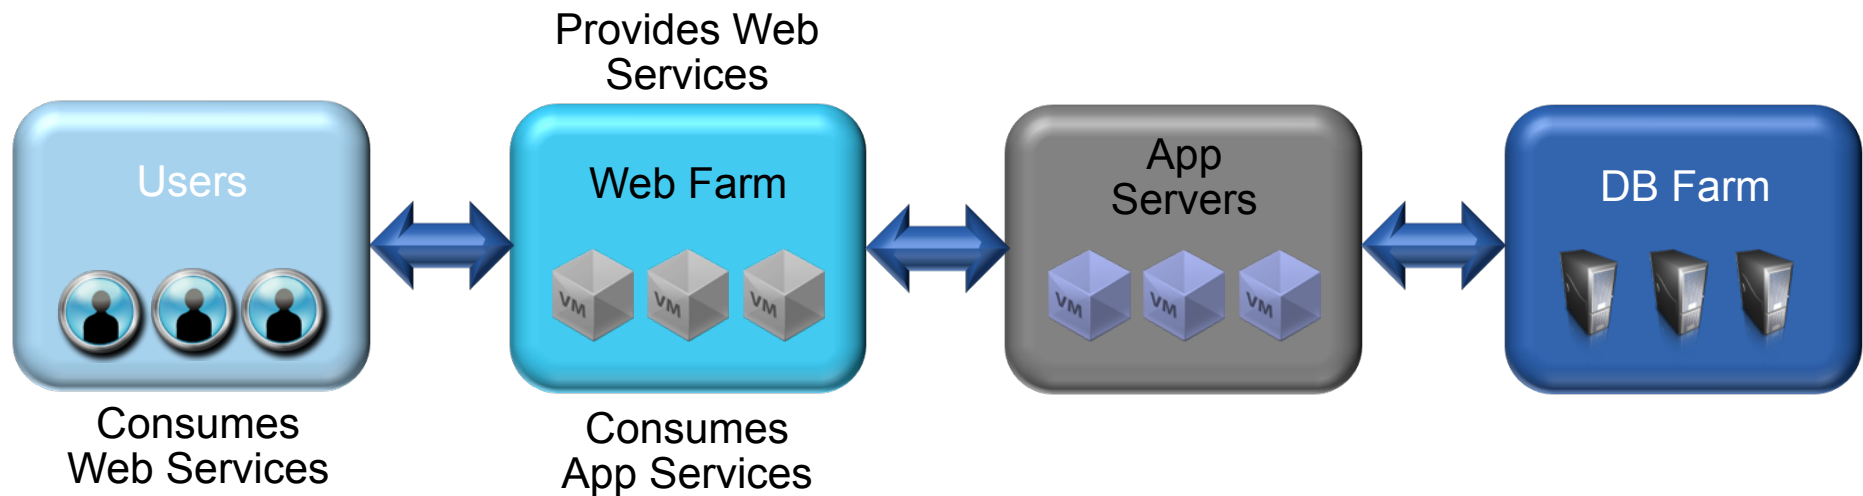 Provides Web
Services
Users
Web Farm
App
Servers
DB Farm
VM
VM
VM
VM
VM
VM
Consumes
Web Services
Consumes
App Services